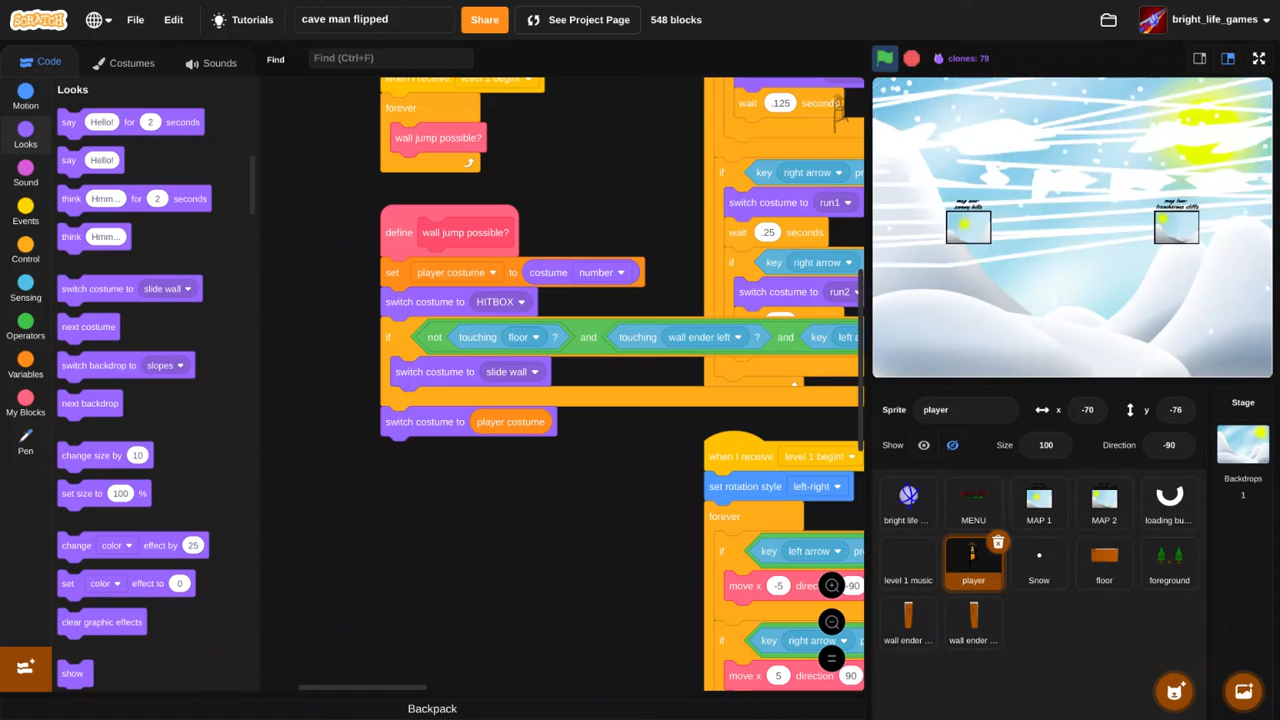 SCRATCH File Edit Tutorials cave man flipped Share See Project Page 548 blocks bright_life_games
Code Costumes Sounds Find Find (Ctrl+F) clones: 79
Motion
Looks
Sound
Events
Control
Sensing
Operators
Variables
My Blocks
Pen
Looks
say Hello! for 2 seconds
say Hello!
think Hmm... for 2 seconds
think Hmm...
switch costume to slide wall
next costume
switch backdrop to slopes
next backdrop
change size by 10
set size to 100 %
change color effect by 25
set color effect to 0
clear graphic effects
show
when I receive level 1 begin!
forever
wall jump possible?
define wall jump possible?
set player costume to costume number
switch costume to HITBOX
if not touching floor ? and touching wall ender left ? and key left a
switch costume to slide wall
switch costume to player costume
wait .125 seconds
if key right arrow pr
switch costume to run1
wait .25 seconds
if key right arrow
switch costume to run2
when I receive level 1 begin!
set rotation style left-right
forever
if key left arrow pre
move x -5 direc -90
if key right arrow
move x 5 direction 90
Sprite player x -70 y -76
Show Size 100 Direction -90
Stage
Backdrops
1
bright life ... MENU MAP 1 MAP 2 loading bu...
level 1 music player Snow floor foreground
wall ender ... wall ender ...
Backpack